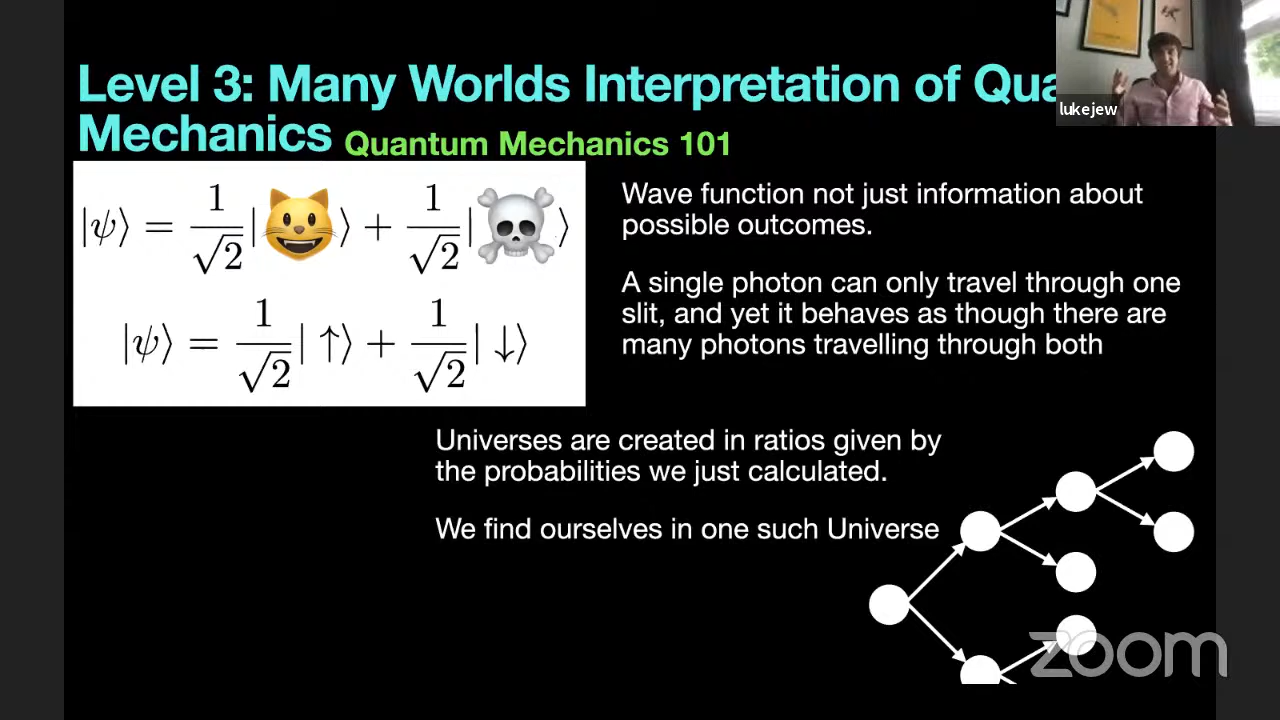 Level 3: Many Worlds Interpretation of Qua
Mechanics Quantum Mechanics 101
lukejew
|ψ⟩ = 1/√2 |😺⟩ + 1/√2 |☠️⟩
|ψ⟩ = 1/√2 | ↑⟩ + 1/√2 | ↓⟩
Wave function not just information about
possible outcomes.
A single photon can only travel through one
slit, and yet it behaves as though there are
many photons travelling through both
Universes are created in ratios given by
the probabilities we just calculated.
We find ourselves in one such Universe
zoom